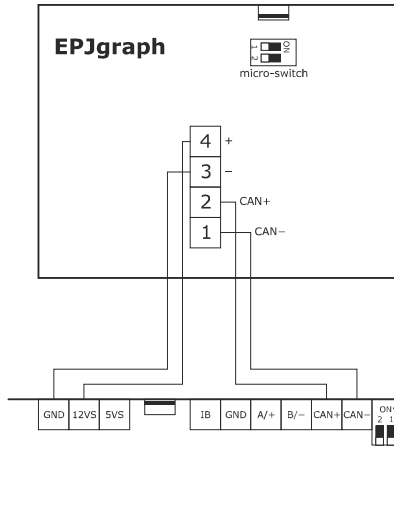 EPJgraph
ON
1
2
micro-switch
4 +
3 −
2 CAN+
1 CAN−
GND 12VS 5VS IB GND A/+ B/− CAN+ CAN−
ON
2 1